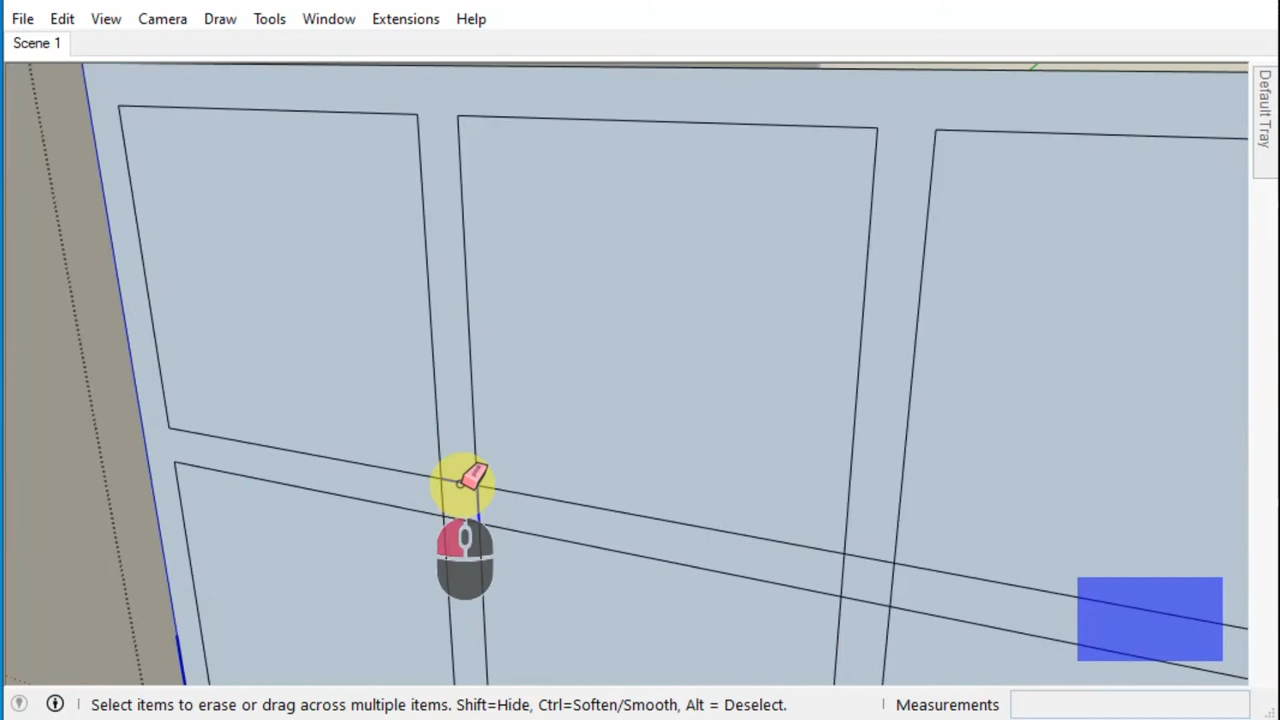 File Edit View Camera Draw Tools Window Extensions Help
Scene 1
Default Tray
Select items to erase or drag across multiple items. Shift=Hide, Ctrl=Soften/Smooth, Alt = Deselect. Measurements